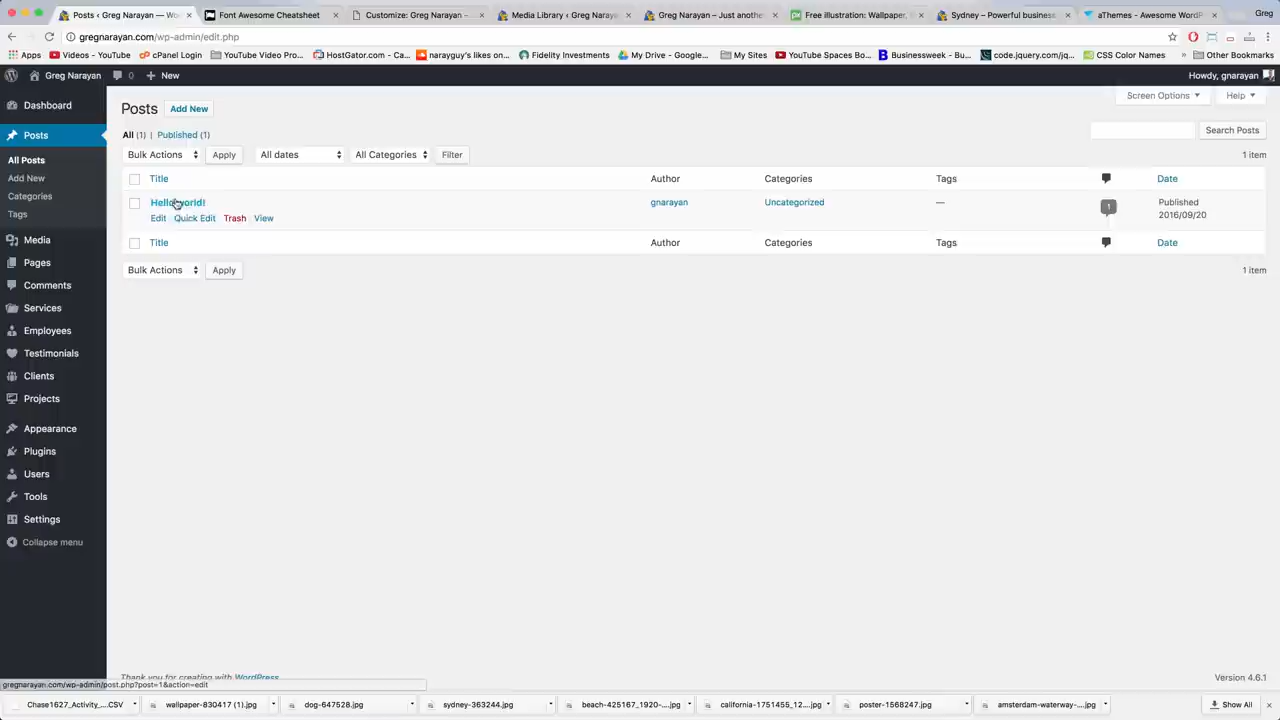 Posts ‹ Greg Narayan — Wo
Font Awesome Cheatsheet
Customize: Greg Narayan –
Media Library ‹ Greg Naray
Greg Narayan – Just anothe
Free illustration: Wallpaper,
Sydney – Powerful business
aThemes - Awesome WordP
Greg
gregnarayan.com/wp-admin/edit.php
Videos - YouTube
cPanel Login
YouTube Video Pro...
HostGator.com - Ca...
narayguy's likes on...
Fidelity Investments
My Drive - Google...
My Sites
YouTube Spaces Bo...
Businessweek - Bu...
code.jquery.com/jq...
CSS Color Names
»
Other Bookmarks
Greg Narayan
0
New
Howdy, gnarayan
Dashboard
Posts
All Posts
Add New
Categories
Tags
Media
Pages
Comments
Services
Employees
Testimonials
Clients
Projects
Appearance
Plugins
Users
Tools
Settings
Collapse menu
Screen Options
Help
Posts Add New
All (1) | Published (1)
Search Posts
Bulk Actions Apply All dates All Categories Filter
1 item
Title Author Categories Tags Date
Hello world! gnarayan Uncategorized — 1 Published
2016/09/20
Edit Quick Edit Trash View
Title Author Categories Tags Date
Bulk Actions Apply
1 item
Thank you for creating with WordPress.
Version 4.6.1
gregnarayan.com/wp-admin/post.php?post=1&action=edit
Chase1627_Activity_....CSV
wallpaper-830417 (1).jpg
dog-647528.jpg
sydney-363244.jpg
beach-425167_1920-...jpg
california-1751455_12...jpg
poster-1568247.jpg
amsterdam-waterway-...jpg
Show All